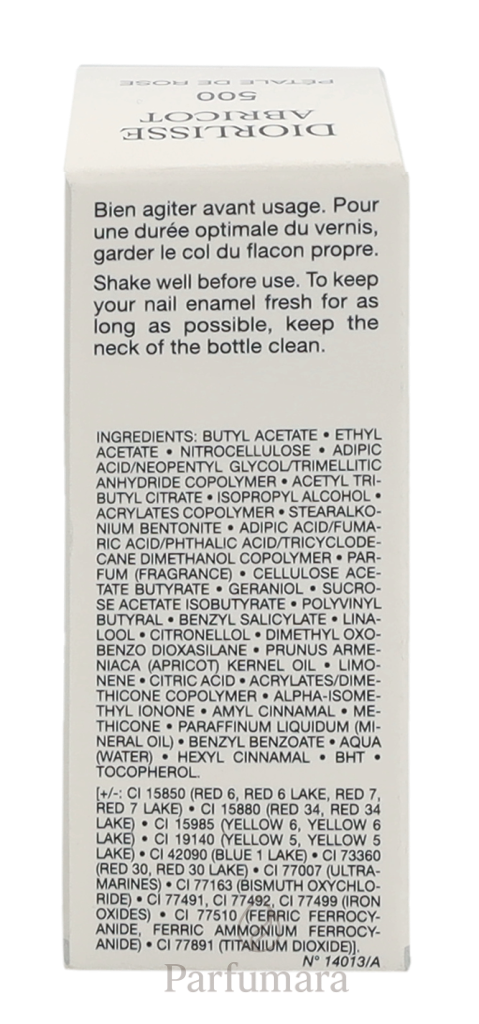 PÉTALE DE ROSE
500
ABRICOT
DIORLISSE
Bien agiter avant usage. Pour
une durée optimale du vernis,
garder le col du flacon propre.
Shake well before use. To keep
your nail enamel fresh for as
long as possible, keep the
neck of the bottle clean.
INGREDIENTS: BUTYL ACETATE • ETHYL
ACETATE • NITROCELLULOSE • ADIPIC
ACID/NEOPENTYL GLYCOL/TRIMELLITIC
ANHYDRIDE COPOLYMER • ACETYL TRI-
BUTYL CITRATE • ISOPROPYL ALCOHOL •
ACRYLATES COPOLYMER • STEARALKO-
NIUM BENTONITE • ADIPIC ACID/FUMA-
RIC ACID/PHTHALIC ACID/TRICYCLODE-
CANE DIMETHANOL COPOLYMER • PAR-
FUM (FRAGRANCE) • CELLULOSE ACE-
TATE BUTYRATE • GERANIOL • SUCRO-
SE ACETATE ISOBUTYRATE • POLYVINYL
BUTYRAL • BENZYL SALICYLATE • LINA-
LOOL • CITRONELLOL • DIMETHYL OXO-
BENZO DIOXASILANE • PRUNUS ARME-
NIACA (APRICOT) KERNEL OIL • LIMO-
NENE • CITRIC ACID • ACRYLATES/DIME-
THICONE COPOLYMER • ALPHA-ISOME-
THYL IONONE • AMYL CINNAMAL • ME-
THICONE • PARAFFINUM LIQUIDUM (MI-
NERAL OIL) • BENZYL BENZOATE • AQUA
(WATER) • HEXYL CINNAMAL • BHT •
TOCOPHEROL.
[+/-: CI 15850 (RED 6, RED 6 LAKE, RED 7,
RED 7 LAKE) • CI 15880 (RED 34, RED 34
LAKE) • CI 15985 (YELLOW 6, YELLOW 6
LAKE) • CI 19140 (YELLOW 5, YELLOW 5
LAKE) • CI 42090 (BLUE 1 LAKE) • CI 73360
(RED 30, RED 30 LAKE) • CI 77007 (ULTRA-
MARINES) • CI 77163 (BISMUTH OXYCHLO-
RIDE) • CI 77491, CI 77492, CI 77499 (IRON
OXIDES) • CI 77510 (FERRIC FERROCY-
ANIDE, FERRIC AMMONIUM FERROCY-
ANIDE) • CI 77891 (TITANIUM DIOXIDE)].
N° 14013/A
Parfumara